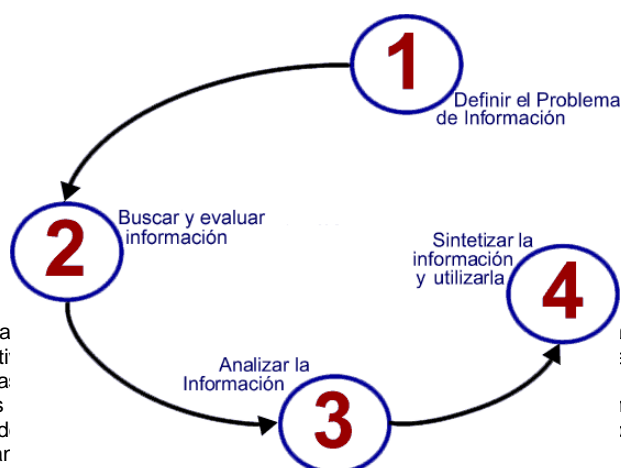 1
Definir el Problema
de Información
2
Buscar y evaluar
información
Sintetizar la
información
y utilizarla
4
Analizar la
Información
3